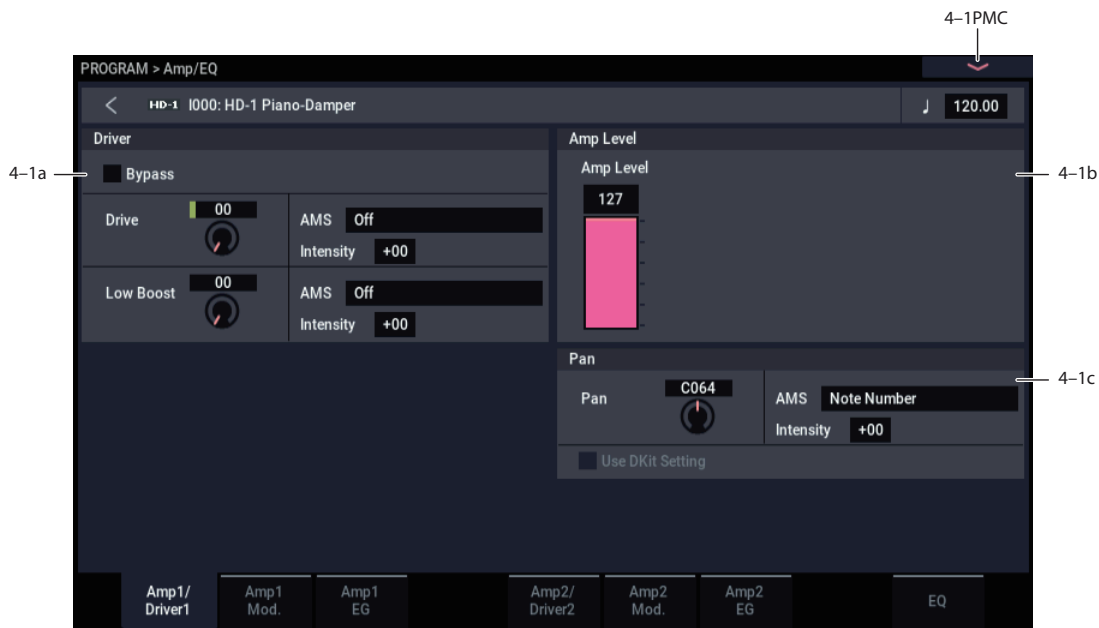 4–1PMC
PROGRAM > Amp/EQ
HD-1 I000: HD-1 Piano-Damper
♩ 120.00
Driver
Amp Level
4–1a
Bypass
Amp Level
4–1b
127
Drive
00
AMS Off
Intensity +00
Low Boost
00
AMS Off
Intensity +00
Pan
4–1c
Pan
C064
AMS Note Number
Intensity +00
Use DKit Setting
Amp1/
Driver1
Amp1
Mod.
Amp1
EG
Amp2/
Driver2
Amp2
Mod.
Amp2
EG
EQ